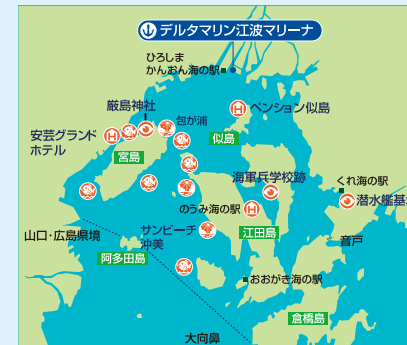 デルタマリン江波マリーナ
ひろしま
かんおん海の駅
厳島神社
包が浦
ペンション似島
安芸グランド
ホテル
似島
宮島
海軍兵学校跡
くれ海の駅
潜水艦基
のうみ海の駅
サンビーチ
沖美
江田島
音戸
山口・広島県境
阿多田島
おおがき海の駅
倉橋島
大向鼻